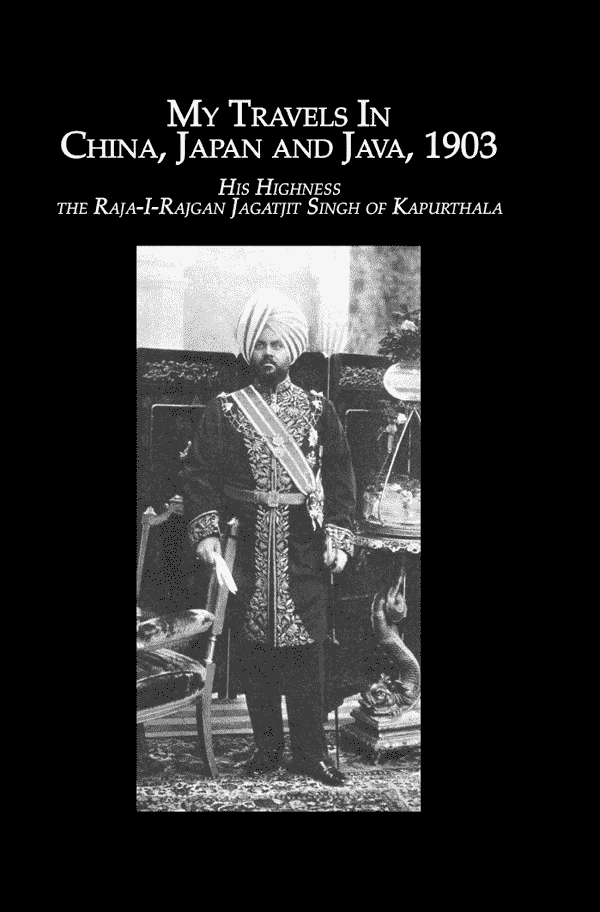 My Travels In
China, Japan and Java, 1903
His Highness
the Raja-I-Rajgan Jagatjit Singh of Kapurthala